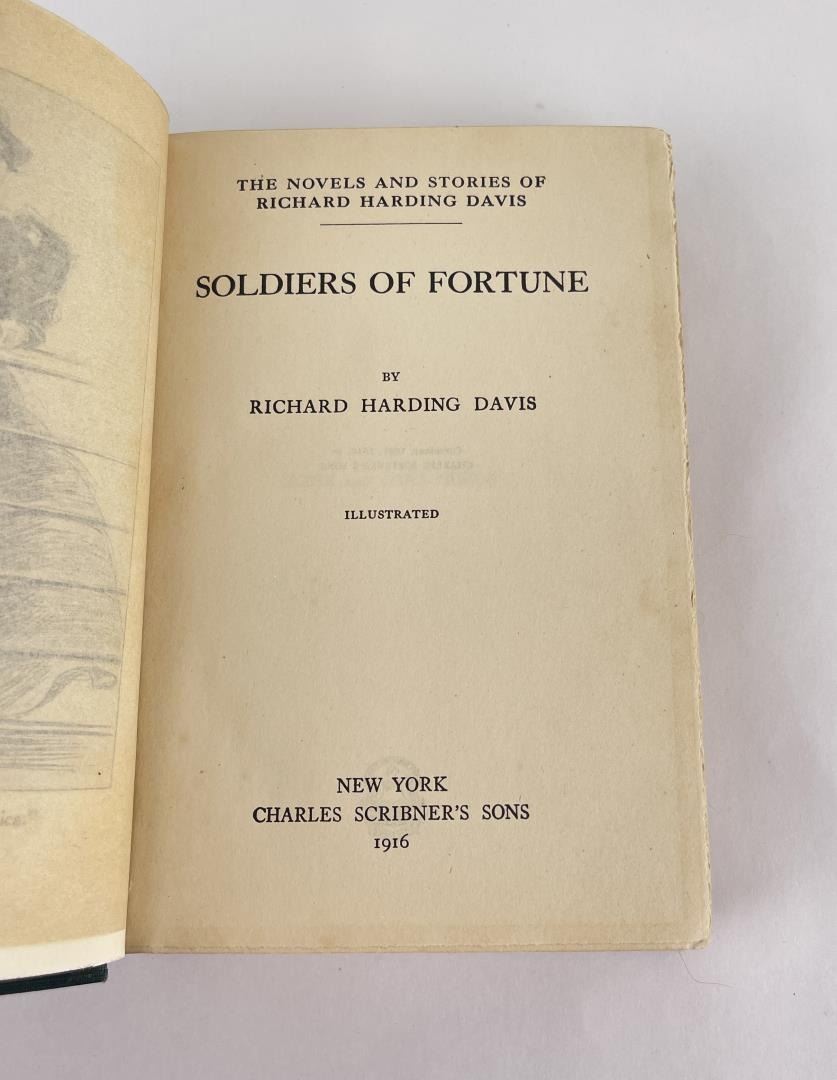 THE NOVELS AND STORIES OF
RICHARD HARDING DAVIS
SOLDIERS OF FORTUNE
BY
RICHARD HARDING DAVIS
ILLUSTRATED
NEW YORK
CHARLES SCRIBNER'S SONS
1916